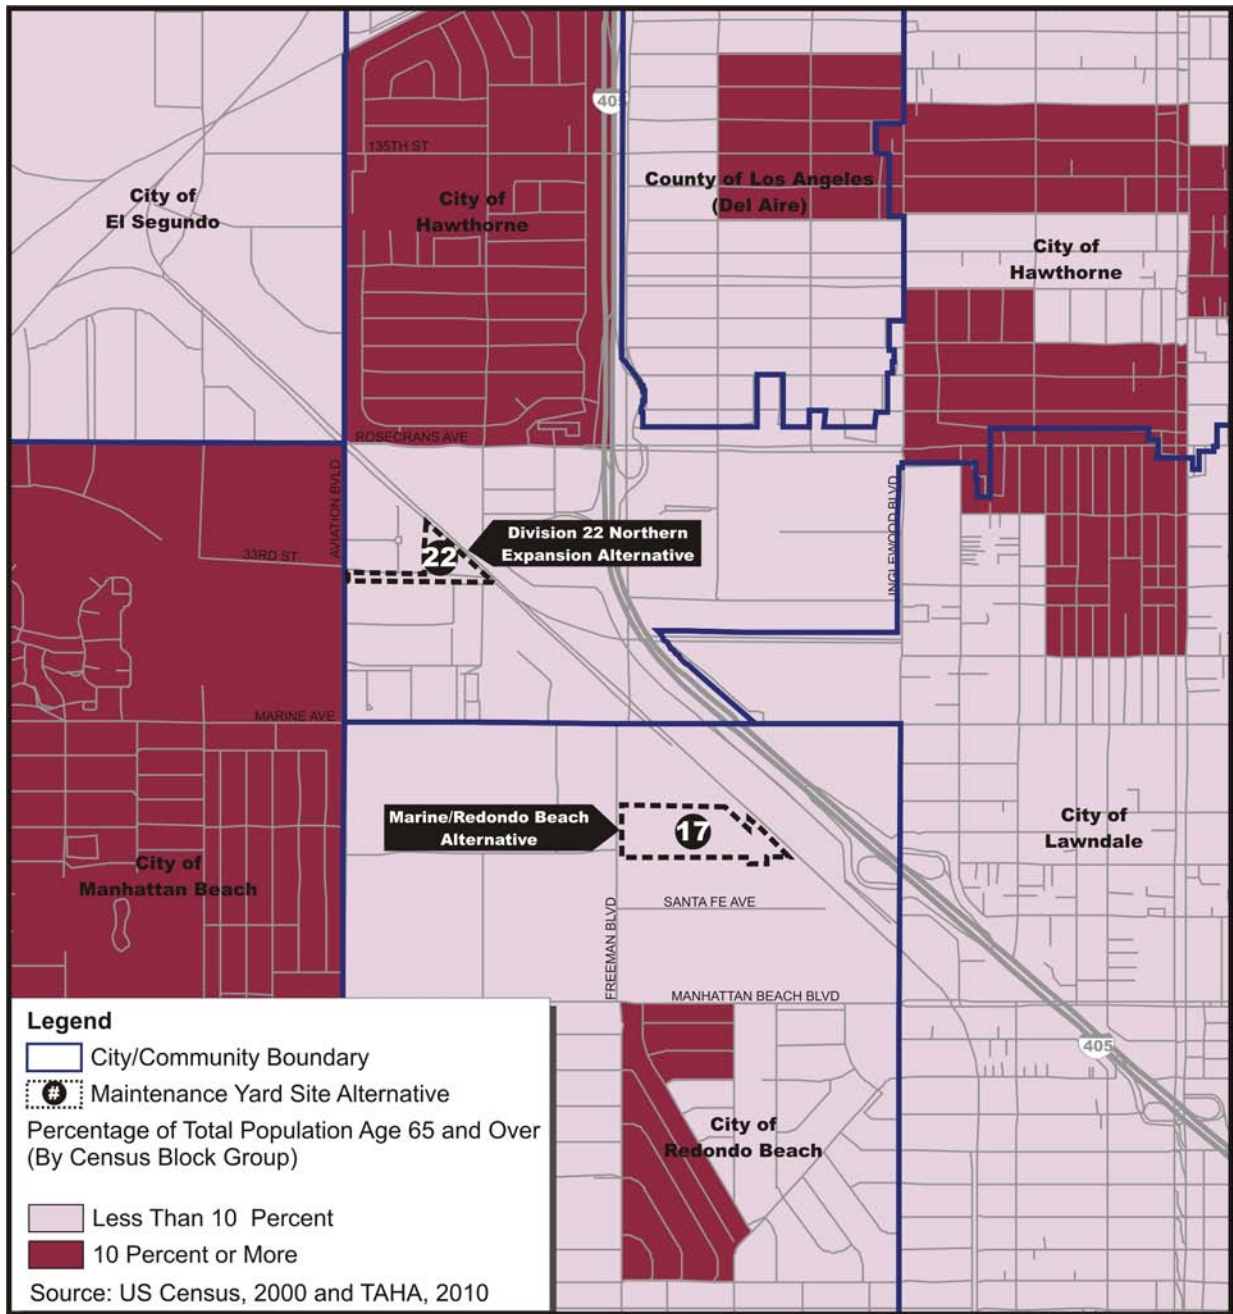 405
135TH ST
City of
El Segundo
City of
Hawthorne
County of Los Angeles
(Del Aire)
City of
Hawthorne
ROSECRANS AVE
AVIATION BVLD
INGLEWOOD BLVD
33RD ST
22
Division 22 Northern
Expansion Alternative
MARINE AVE
Marine/Redondo Beach
Alternative
17
City of
Lawndale
City of
Manhattan Beach
SANTA FE AVE
FREEMAN BLVD
MANHATTAN BEACH BLVD
405
City of
Redondo Beach
Legend
City/Community Boundary
# Maintenance Yard Site Alternative
Percentage of Total Population Age 65 and Over
(By Census Block Group)
Less Than 10 Percent
10 Percent or More
Source: US Census, 2000 and TAHA, 2010